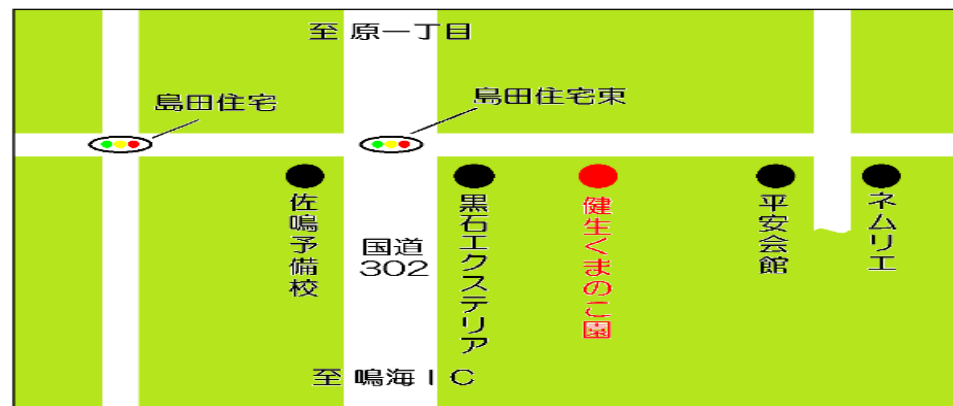 至 原一丁目
島田住宅
島田住宅東
佐鳴予備校
国道
302
黒石エクステリア
健生くまのこ園
平安会館
ネムリエ
至 鳴海IC